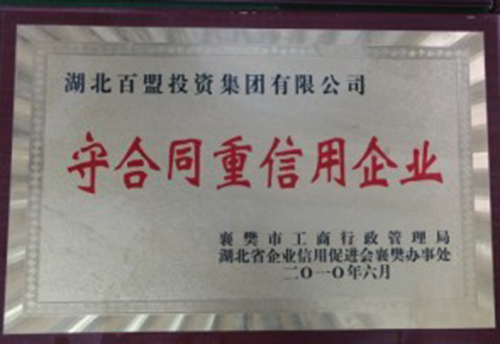 湖北百盟投资集团有限公司
守合同重信用企业
襄樊市工商行政管理局
湖北省企业信用促进会襄樊办事处
二〇一〇年六月